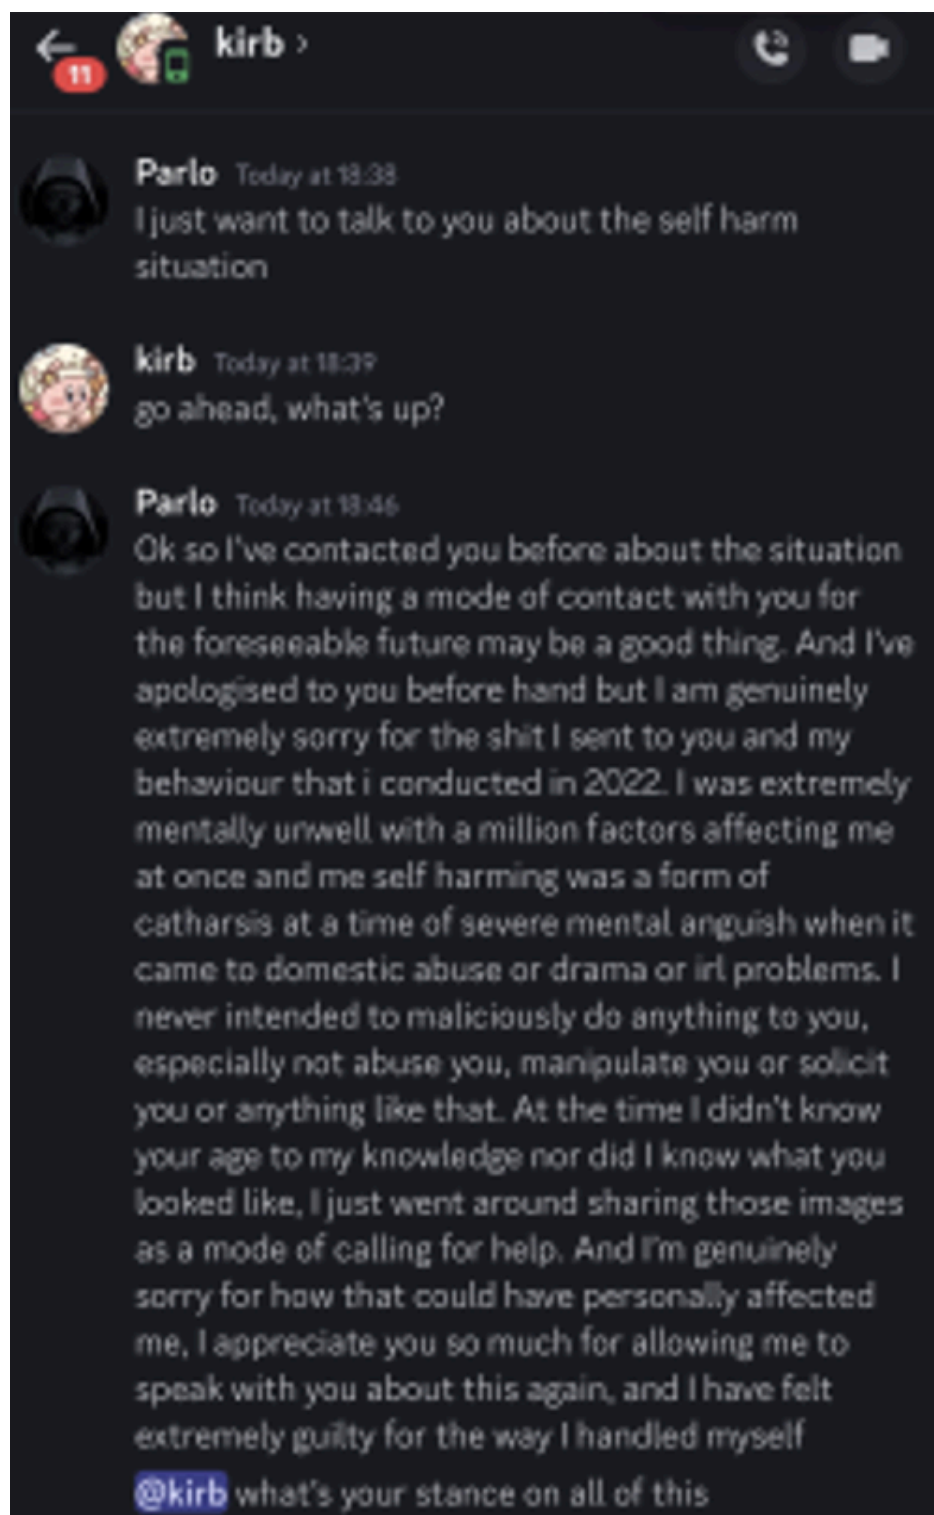 11
kirb ›
Parlo Today at 18:38
I just want to talk to you about the self harm
situation
kirb Today at 18:39
go ahead, what's up?
Parlo Today at 18:46
Ok so I've contacted you before about the situation
but I think having a mode of contact with you for
the foreseeable future may be a good thing. And I've
apologised to you before hand but I am genuinely
extremely sorry for the shit I sent to you and my
behaviour that i conducted in 2022. I was extremely
mentally unwell with a million factors affecting me
at once and me self harming was a form of
catharsis at a time of severe mental anguish when it
came to domestic abuse or drama or irl problems. I
never intended to maliciously do anything to you,
especially not abuse you, manipulate you or solicit
you or anything like that. At the time I didn't know
your age to my knowledge nor did I know what you
looked like, I just went around sharing those images
as a mode of calling for help. And I'm genuinely
sorry for how that could have personally affected
me, I appreciate you so much for allowing me to
speak with you about this again, and I have felt
extremely guilty for the way I handled myself
@kirb what's your stance on all of this